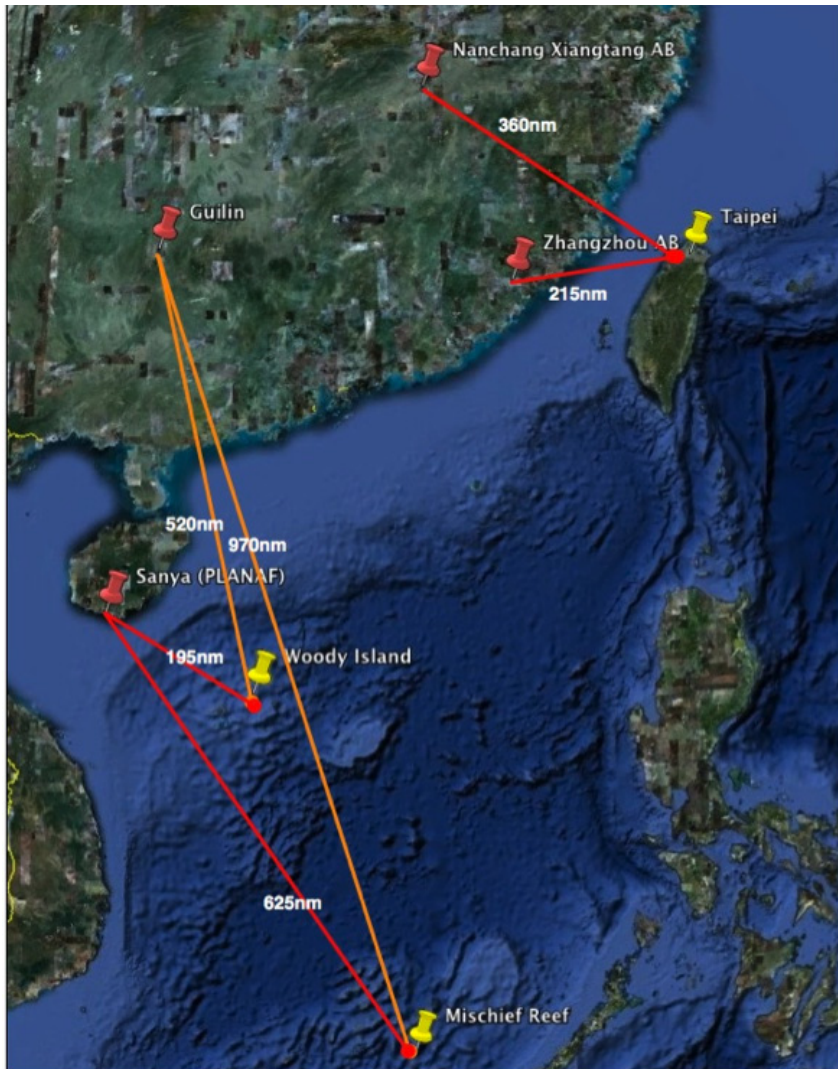 Nanchang Xiangtang AB
360nm
Guilin
Taipei
Zhangzhou AB
215nm
520nm
970nm
Sanya (PLANAF)
195nm
Woody Island
625nm
Mischief Reef